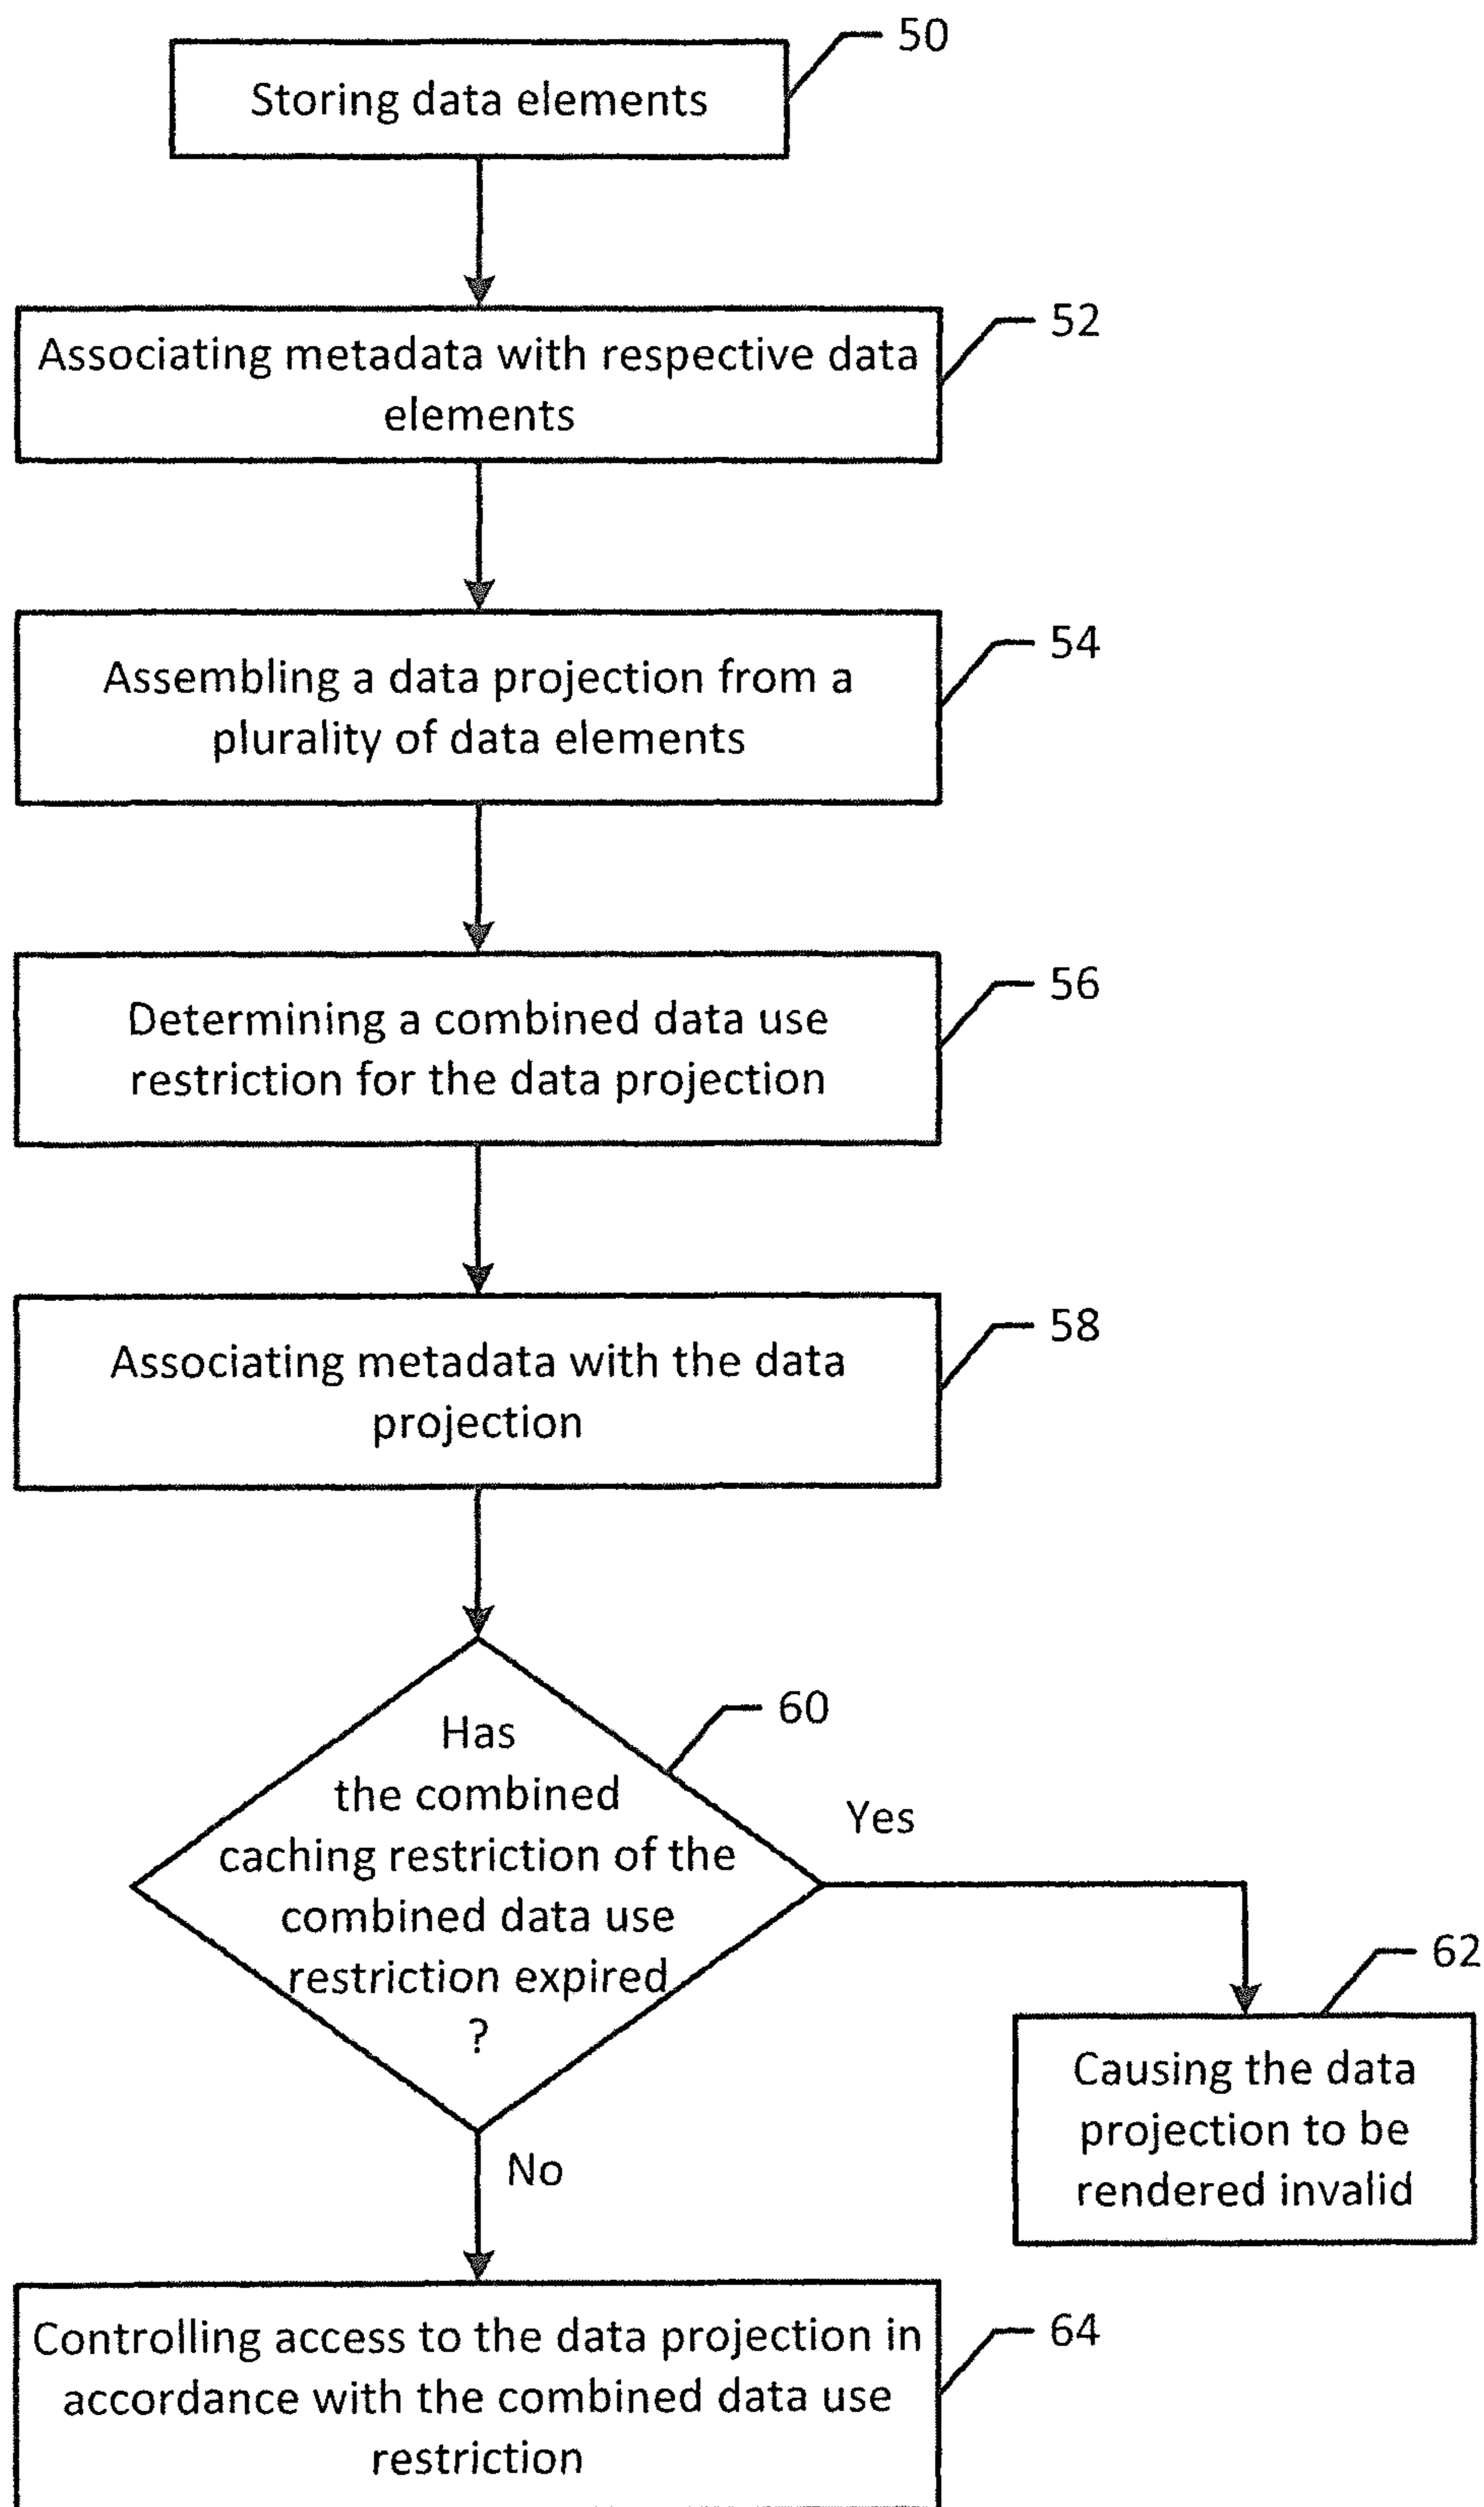 50
Storing data elements
52
Associating metadata with respective data
elements
54
Assembling a data projection from a
plurality of data elements
56
Determining a combined data use
restriction for the data projection
58
Associating metadata with the data
projection
60
Has
the combined
caching restriction of the
combined data use
restriction expired
?
Yes
62
Causing the data
projection to be
rendered invalid
No
64
Controlling access to the data projection in
accordance with the combined data use
restriction